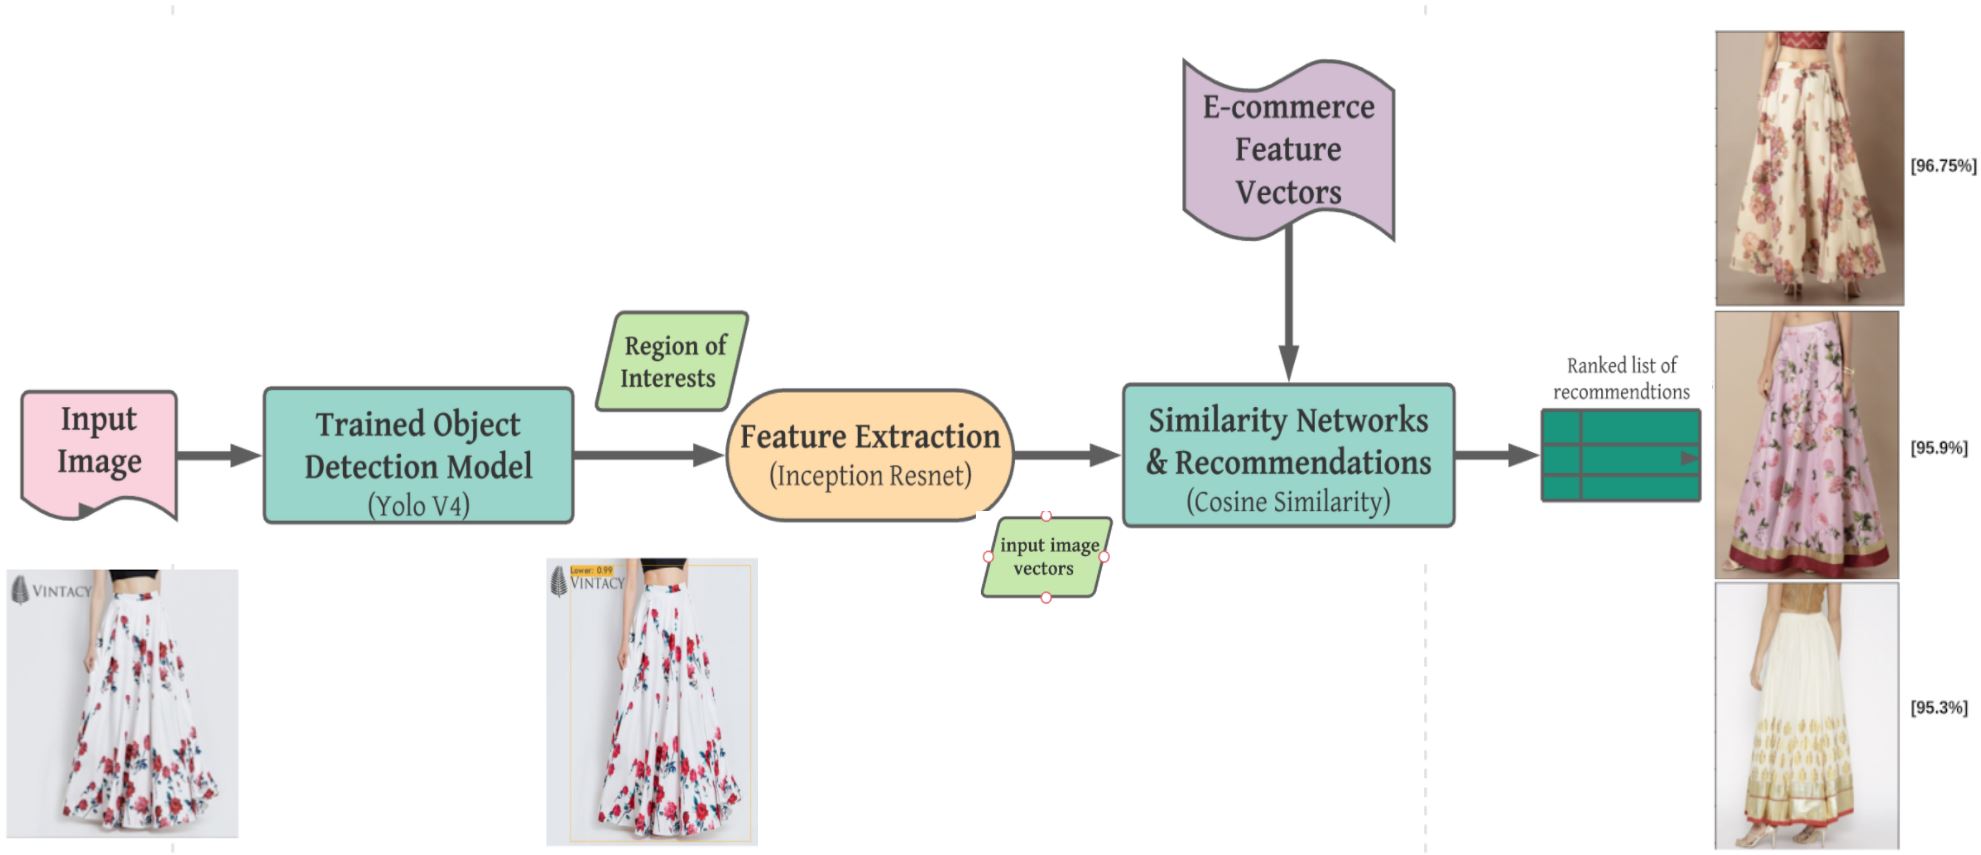 Input
Image
VINTACY
Trained Object
Detection Model
(Yolo V4)
Region of
Interests
Lower: 0.99
VINTACY
Feature Extraction
(Inception Resnet)
input image
vectors
E-commerce
Feature
Vectors
Similarity Networks
& Recommendations
(Cosine Similarity)
Ranked list of
recommendtions
[96.75%]
[95.9%]
[95.3%]